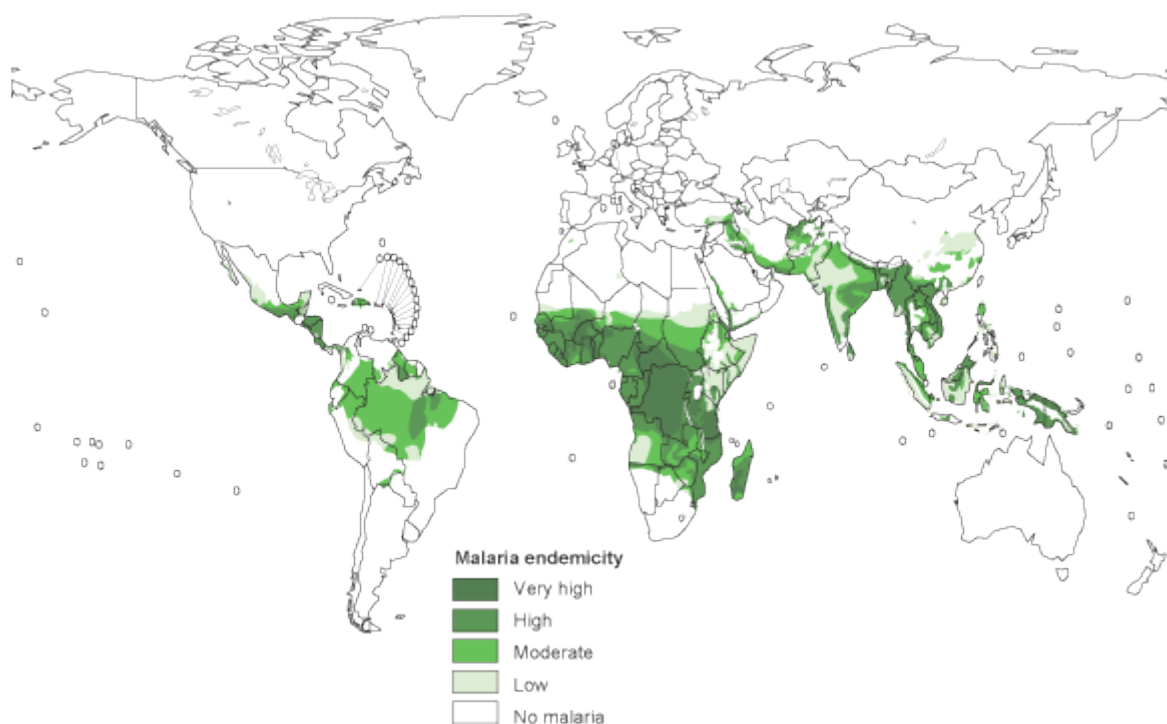 Malaria endemicity
Very high
High
Moderate
Low
No malaria